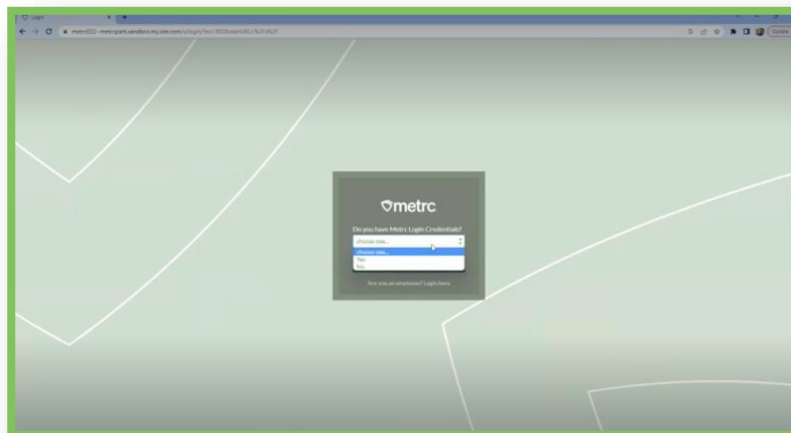 Login
metrc
Do you have Metrc Login Credentials?
choose one...
choose one...
Yes
No
Are you an employee? Login here
Update